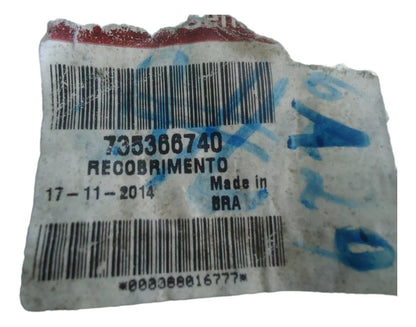 735366740
RECOBRIMENTO
17-11-2014
Made in
BRA
*000388016777*